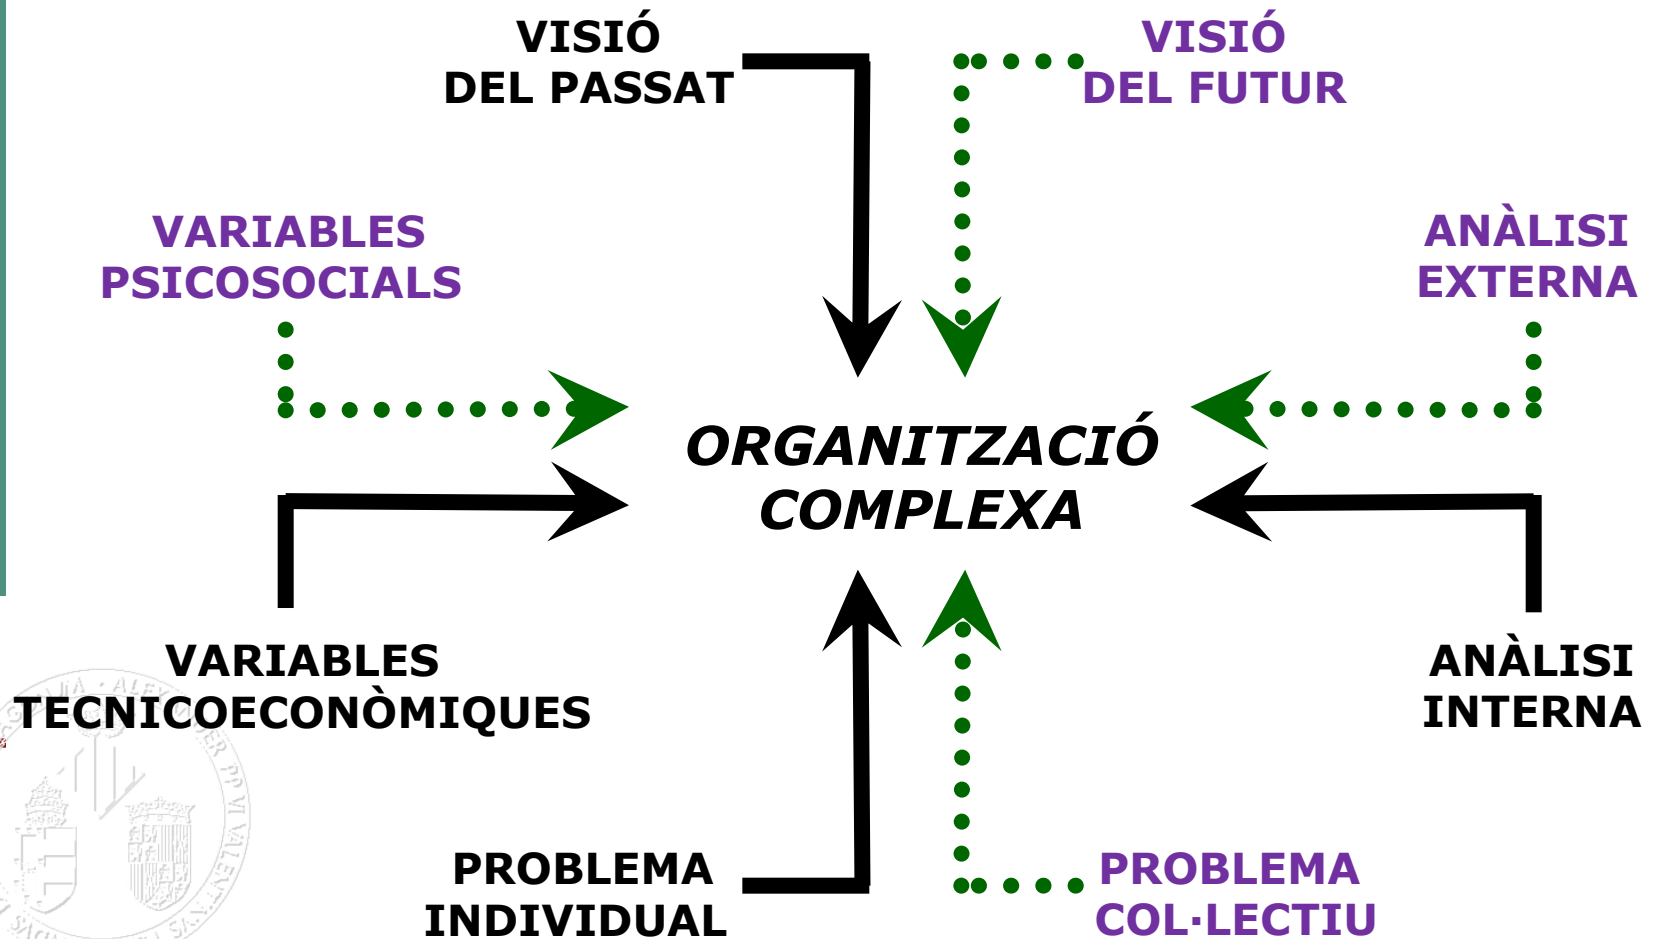 VISIÓ
DEL PASSAT
VISIÓ
DEL FUTUR
VARIABLES
PSICOSOCIALS
ANÀLISI
EXTERNA
ORGANITZACIÓ
COMPLEXA
VARIABLES
TECNICOECONÒMIQUES
ANÀLISI
INTERNA
PROBLEMA
INDIVIDUAL
PROBLEMA
COL·LECTIU